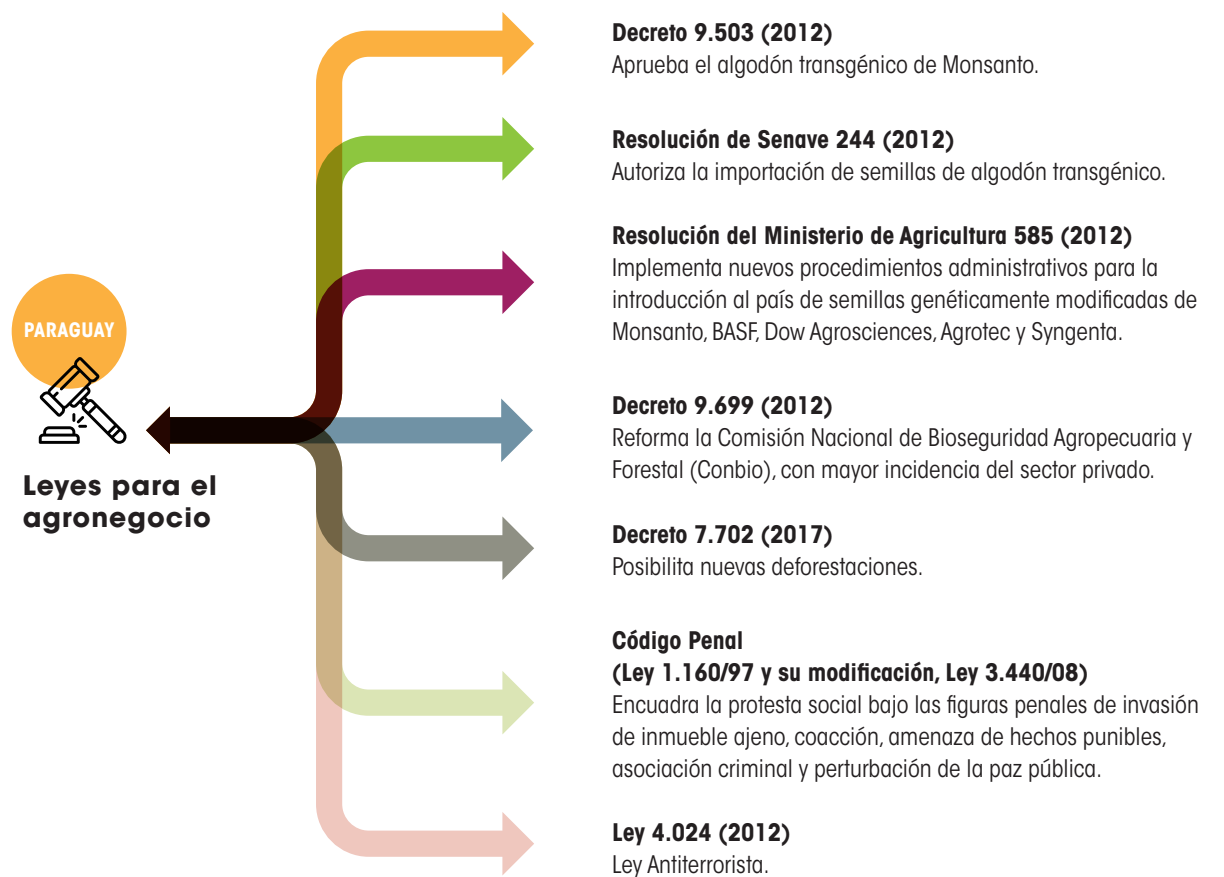 PARAGUAY
Leyes para el
agronegocio
Decreto 9.503 (2012)
Aprueba el algodón transgénico de Monsanto.
Resolución de Senave 244 (2012)
Autoriza la importación de semillas de algodón transgénico.
Resolución del Ministerio de Agricultura 585 (2012)
Implementa nuevos procedimientos administrativos para la
introducción al país de semillas genéticamente modificadas de
Monsanto, BASF, Dow Agrosciences, Agrotec y Syngenta.
Decreto 9.699 (2012)
Reforma la Comisión Nacional de Bioseguridad Agropecuaria y
Forestal (Conbio), con mayor incidencia del sector privado.
Decreto 7.702 (2017)
Posibilita nuevas deforestaciones.
Código Penal
(Ley 1.160/97 y su modificación, Ley 3.440/08)
Encuadra la protesta social bajo las figuras penales de invasión
de inmueble ajeno, coacción, amenaza de hechos punibles,
asociación criminal y perturbación de la paz pública.
Ley 4.024 (2012)
Ley Antiterrorista.